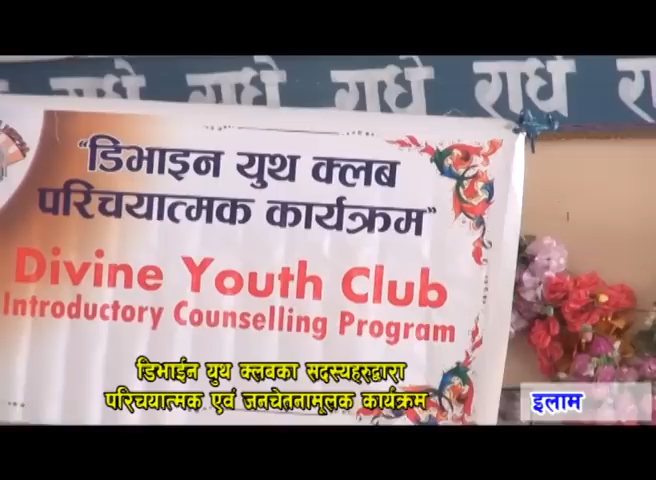 राधे राधे राधे राधे राधे
"डिभाइन युथ क्लब
परिचयात्मक कार्यक्रम"
Divine Youth Club
Introductory Counselling Program
डिभाईन युथ क्लबका सदस्यहरुद्वारा
परिचयात्मक एवं जनचेतनामूलक कार्यक्रम
इलाम